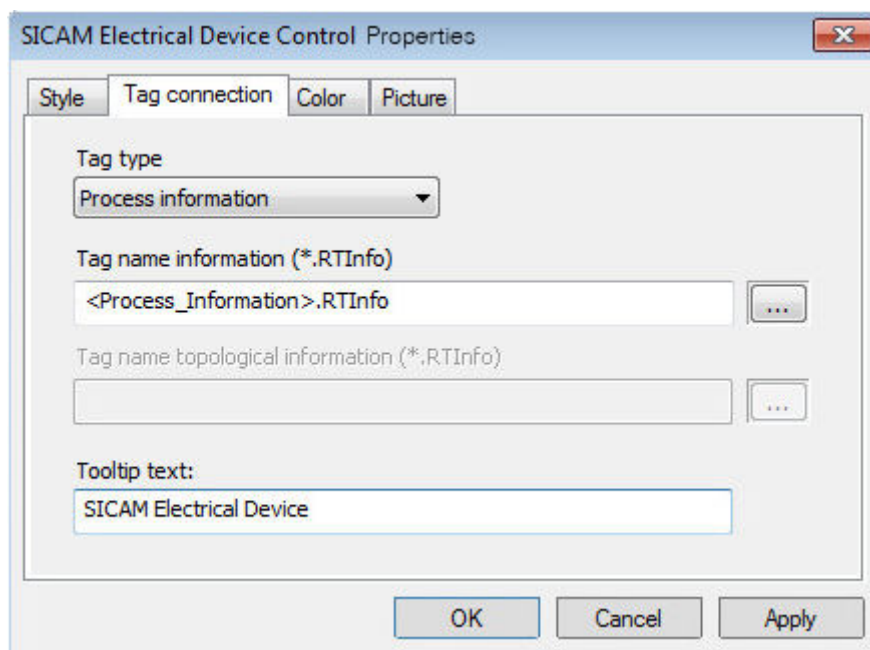 SICAM Electrical Device Control Properties
Style Tag connection Color Picture
Tag type
Process information
Tag name information (*.RTInfo)
<Process_Information>.RTInfo ...
Tag name topological information (*.RTInfo)
...
Tooltip text:
SICAM Electrical Device
OK Cancel Apply